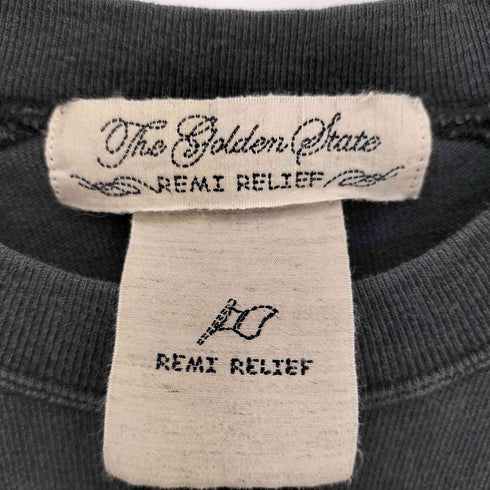 The Golden State
REMI RELIEF
REMI RELIEF